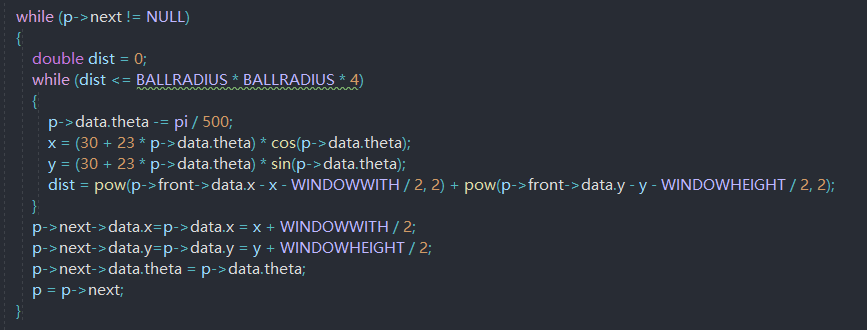 while (p->next != NULL)
{
double dist = 0;
while (dist <= BALLRADIUS * BALLRADIUS * 4)
{
p->data.theta -= pi / 500;
x = (30 + 23 * p->data.theta) * cos(p->data.theta);
y = (30 + 23 * p->data.theta) * sin(p->data.theta);
dist = pow(p->front->data.x - x - WINDOWWITH / 2, 2) + pow(p->front->data.y - y - WINDOWHEIGHT / 2, 2);
}
p->next->data.x=p->data.x = x + WINDOWWITH / 2;
p->next->data.y=p->data.y = y + WINDOWHEIGHT / 2;
p->next->data.theta = p->data.theta;
p = p->next;
}